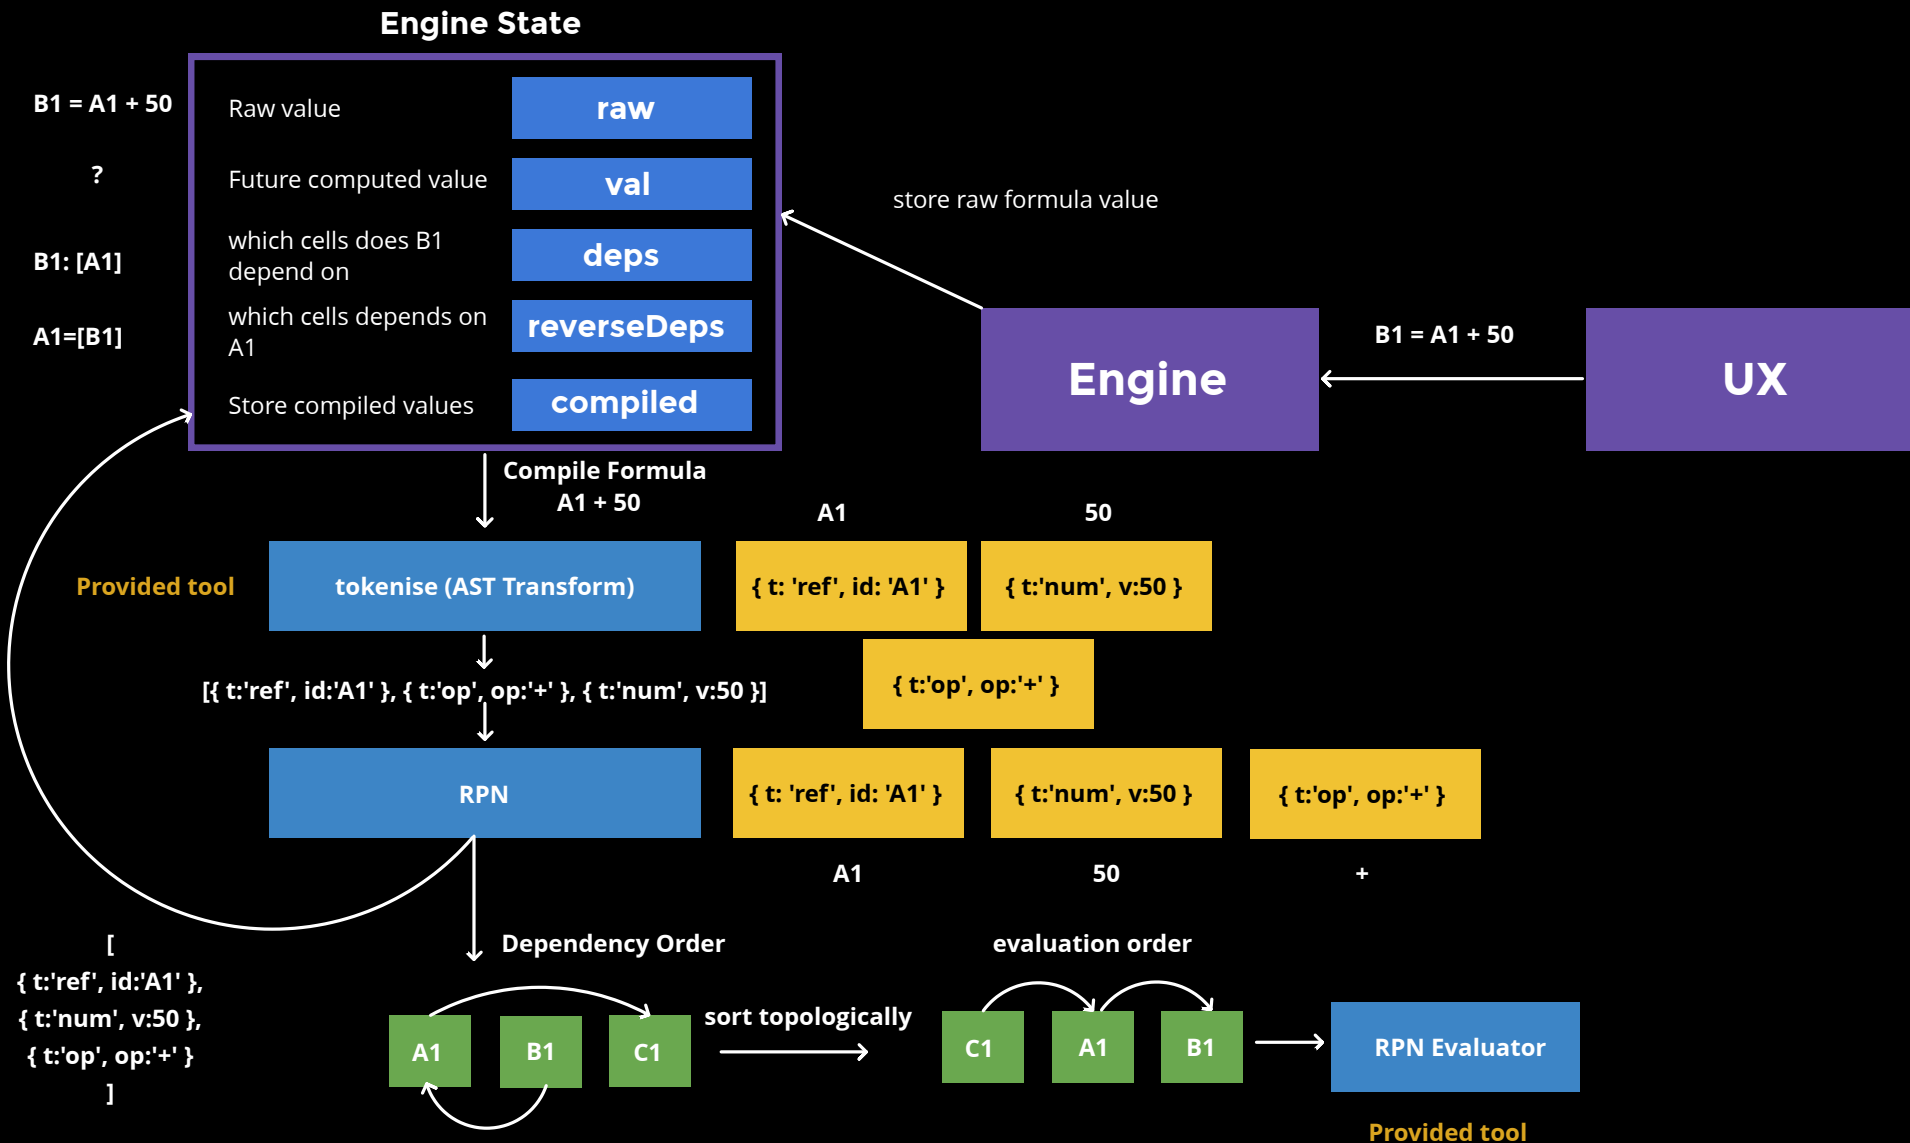 Engine State
B1 = A1 + 50
Raw value
raw
?
Future computed value
val
B1: [A1]
which cells does B1
depend on
deps
A1=[B1]
which cells depends on
A1
reverseDeps
Store compiled values
compiled
store raw formula value
Engine
B1 = A1 + 50
UX
Compile Formula
A1 + 50
A1
50
Provided tool
tokenise (AST Transform)
{ t: 'ref', id: 'A1' }
{ t:'num', v:50 }
[{ t:'ref', id:'A1' }, { t:'op', op:'+' }, { t:'num', v:50 }]
{ t:'op', op:'+' }
RPN
{ t: 'ref', id: 'A1' }
{ t:'num', v:50 }
{ t:'op', op:'+' }
A1
50
+
[
{ t:'ref', id:'A1' },
{ t:'num', v:50 },
{ t:'op', op:'+' }
]
Dependency Order
A1
B1
C1
sort topologically
evaluation order
C1
A1
B1
RPN Evaluator
Provided tool